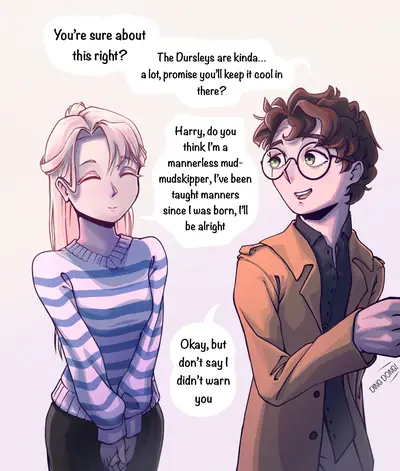 You're sure about
this right?
The Dursleys are kinda...
a lot, promise you'll keep it cool in
there?
Harry, do you
think I'm a
mannerless mud-
mudskipper, I've been
taught manners
since I was born, I'll
be alright
Okay, but
don't say I
didn't warn
you
DING DONG!